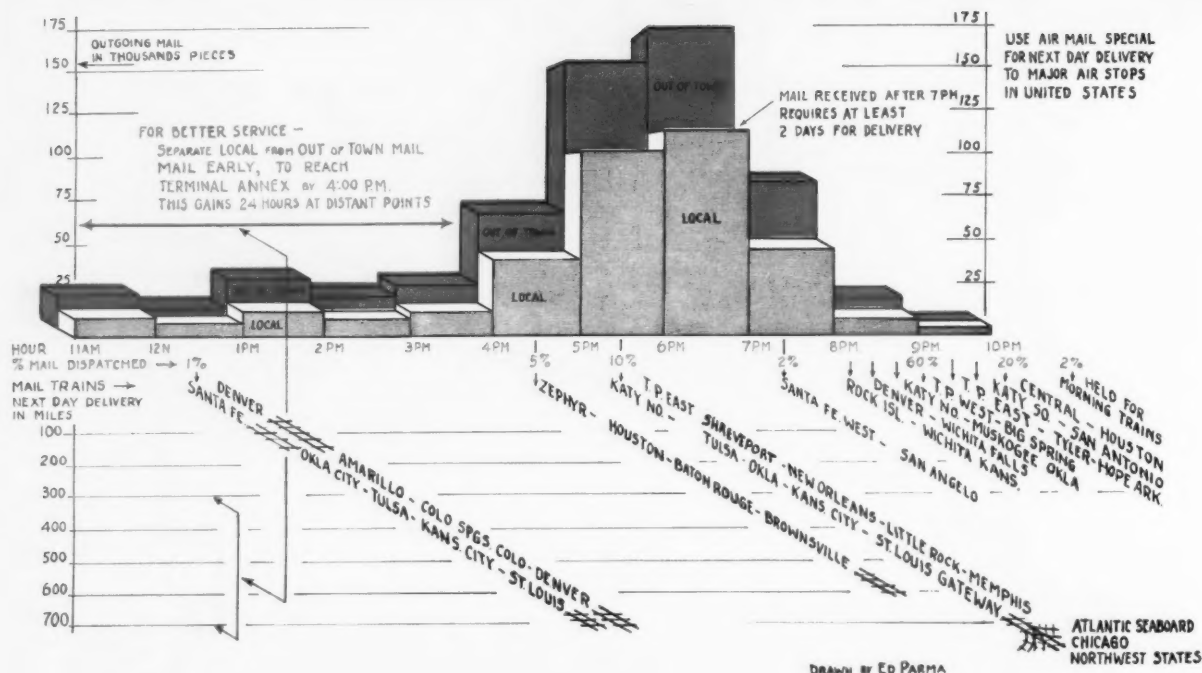 175
150
125
100
75
50
25
OUTGOING MAIL
IN THOUSANDS PIECES
FOR BETTER SERVICE –
SEPARATE LOCAL FROM OUT OF TOWN MAIL
MAIL EARLY, TO REACH
TERMINAL ANNEX BY 4:00 P.M.
THIS GAINS 24 HOURS AT DISTANT POINTS
LOCAL
OUT OF TOWN
LOCAL
OUT OF TOWN
LOCAL
MAIL RECEIVED AFTER 7PM
REQUIRES AT LEAST
2 DAYS FOR DELIVERY
175
150
125
100
75
50
25
USE AIR MAIL SPECIAL
FOR NEXT DAY DELIVERY
TO MAJOR AIR STOPS
IN UNITED STATES
HOUR 11AM 12N 1PM 2PM 3PM 4PM 5PM 6PM 7PM 8PM 9PM 10PM
% MAIL DISPATCHED → 1% 5% 10% 2% 60% 20% 2%
MAIL TRAINS →
NEXT DAY DELIVERY
IN MILES
100
200
300
400
500
600
700
DENVER – AMARILLO – COLO SPGS. COLO – DENVER
SANTA FE – OKLA CITY – TULSA – KANS. CITY – ST. LOUIS
ZEPHYR – HOUSTON – BATON ROUGE – BROWNSVILLE
T.P. EAST SHREVEPORT – NEW ORLEANS – LITTLE ROCK – MEMPHIS
KATY NO. – TULSA – OKLA – KANS CITY – ST. LOUIS GATEWAY
SANTA FE WEST – SAN ANGELO
ROCK ISL – WICHITA KANS.
DENVER – WICHITA FALLS
KATY NO. – MUSKOGEE OKLA
T.P. WEST – BIG SPRING
T.P. EAST – TYLER – HOPE ARK.
KATY SO. – SAN ANTONIO
CENTRAL – HOUSTON
HELD FOR
MORNING TRAINS
ATLANTIC SEABOARD
CHICAGO
NORTHWEST STATES
DRAWN BY ED PARMA